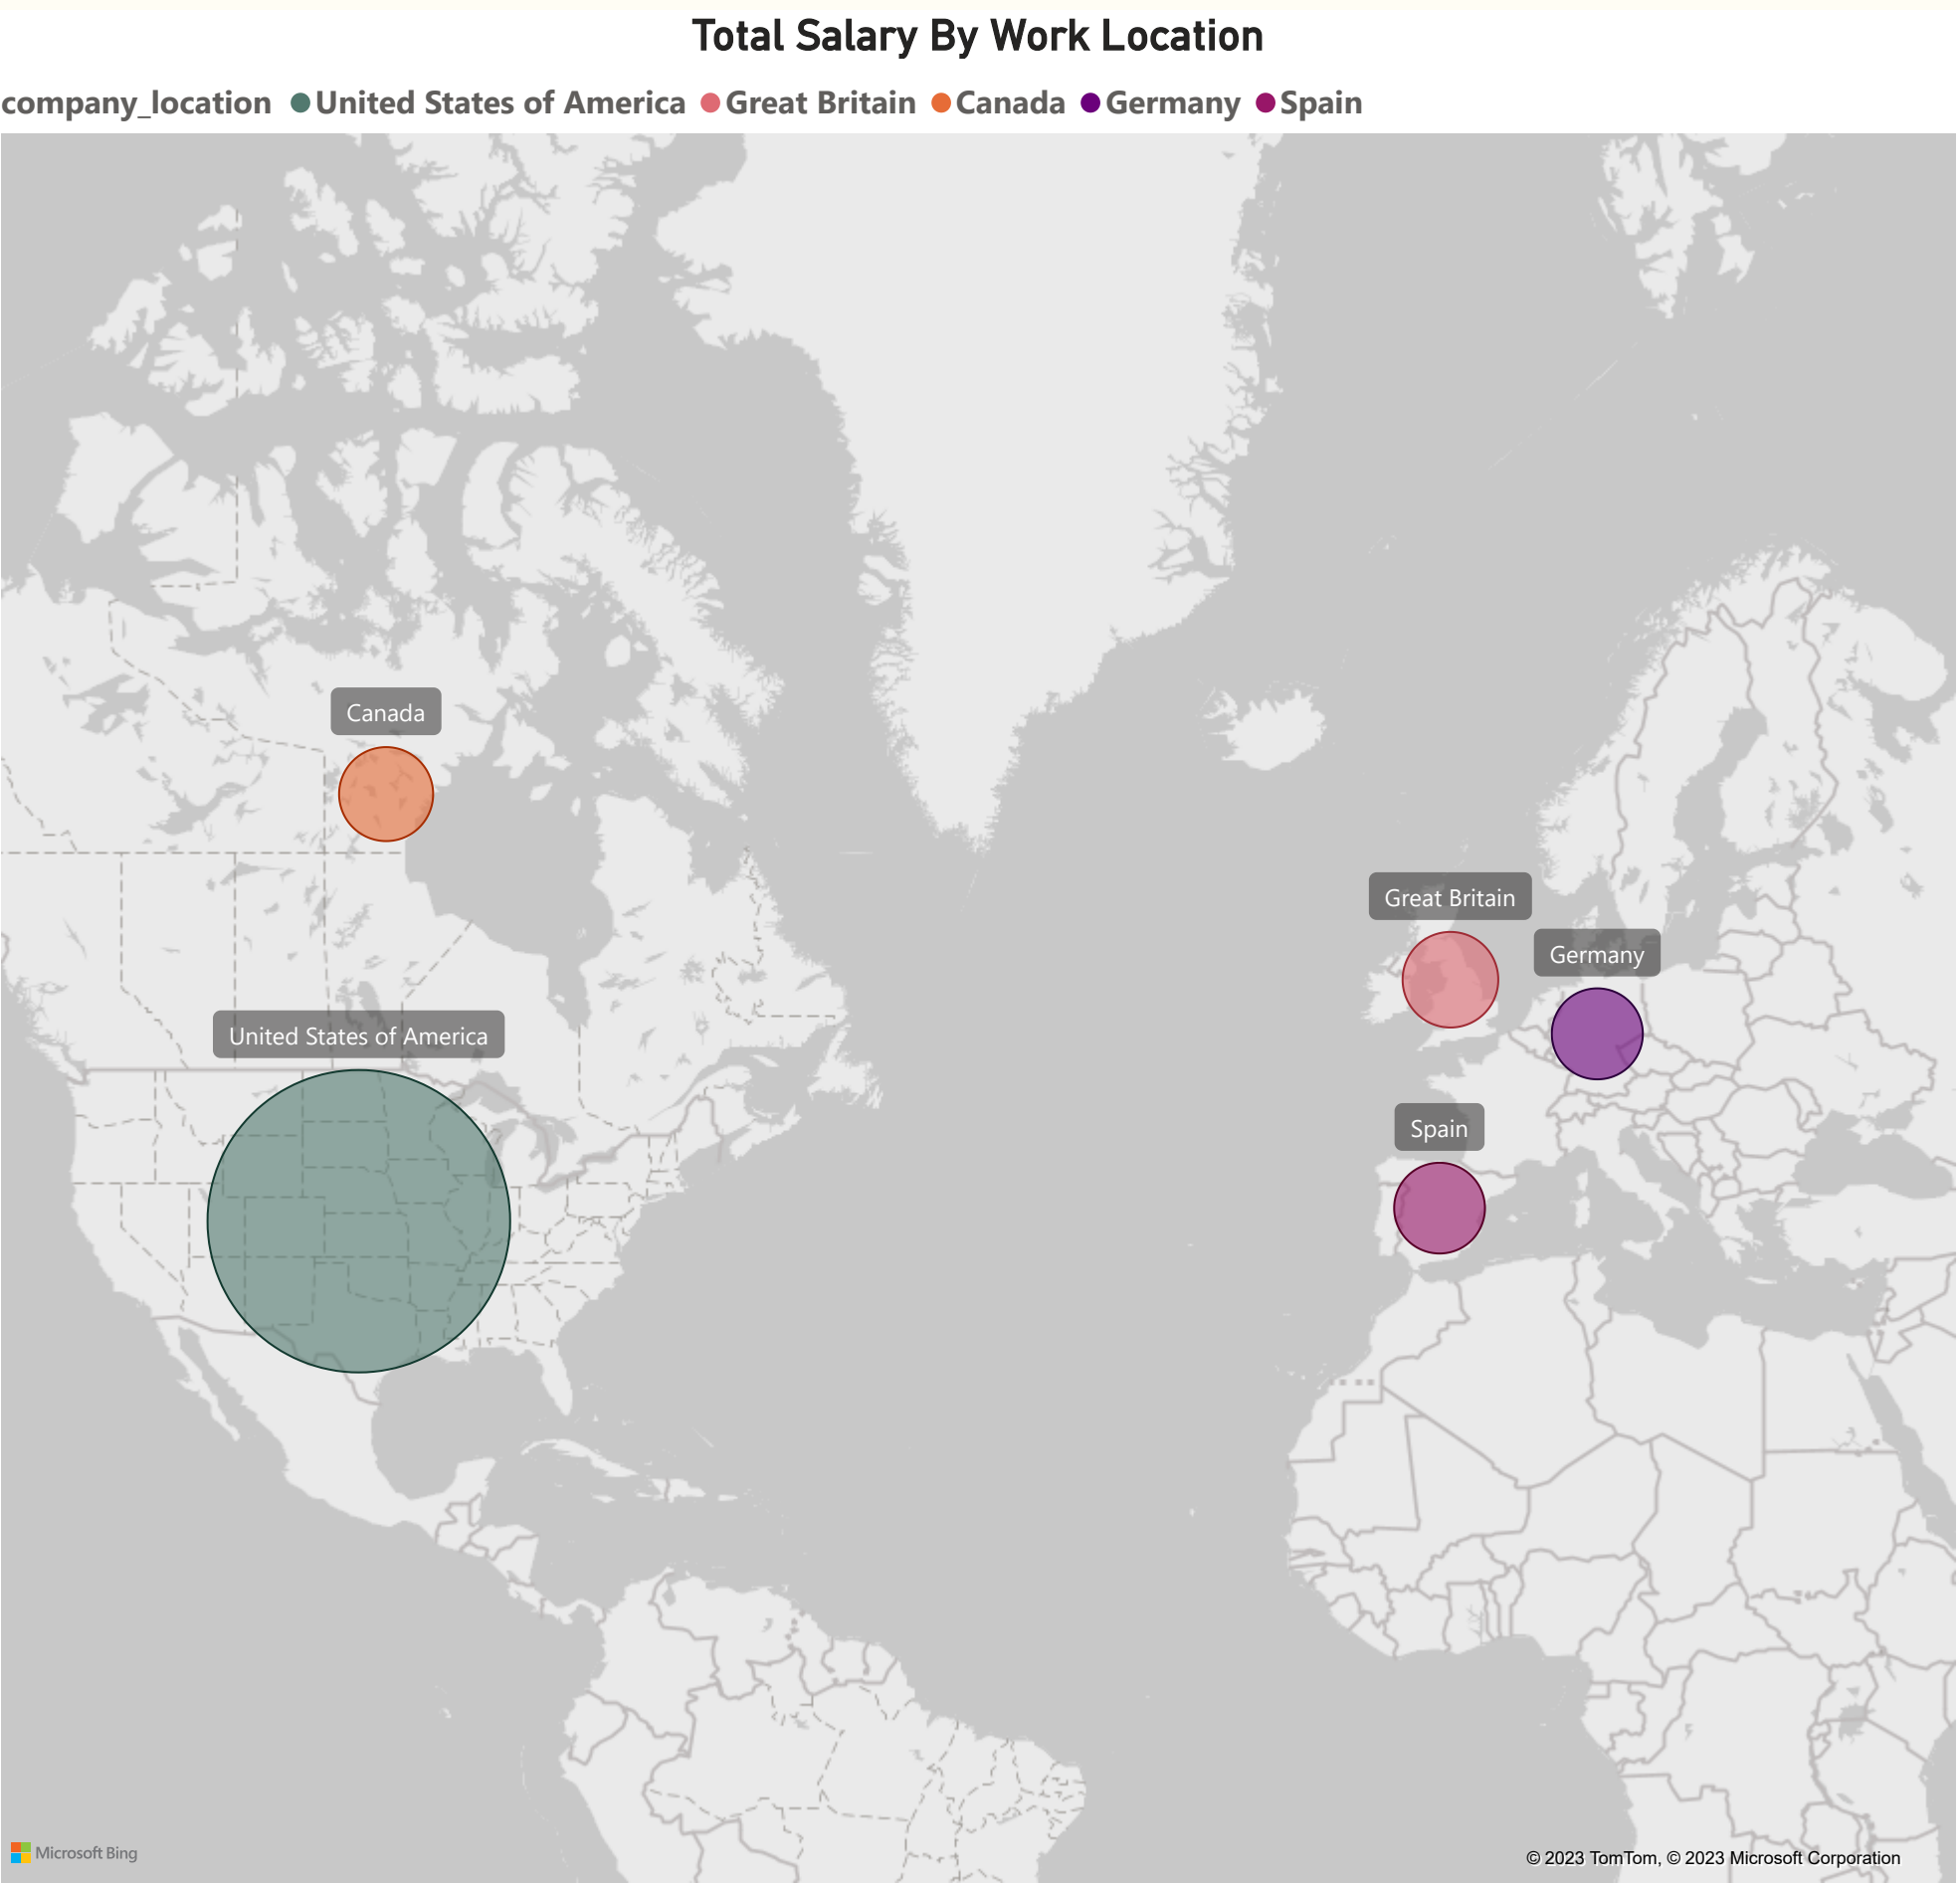 Total Salary By Work Location
company_location United States of America Great Britain Canada Germany Spain
Canada
Great Britain
Germany
United States of America
Spain
Microsoft Bing
© 2023 TomTom, © 2023 Microsoft Corporation